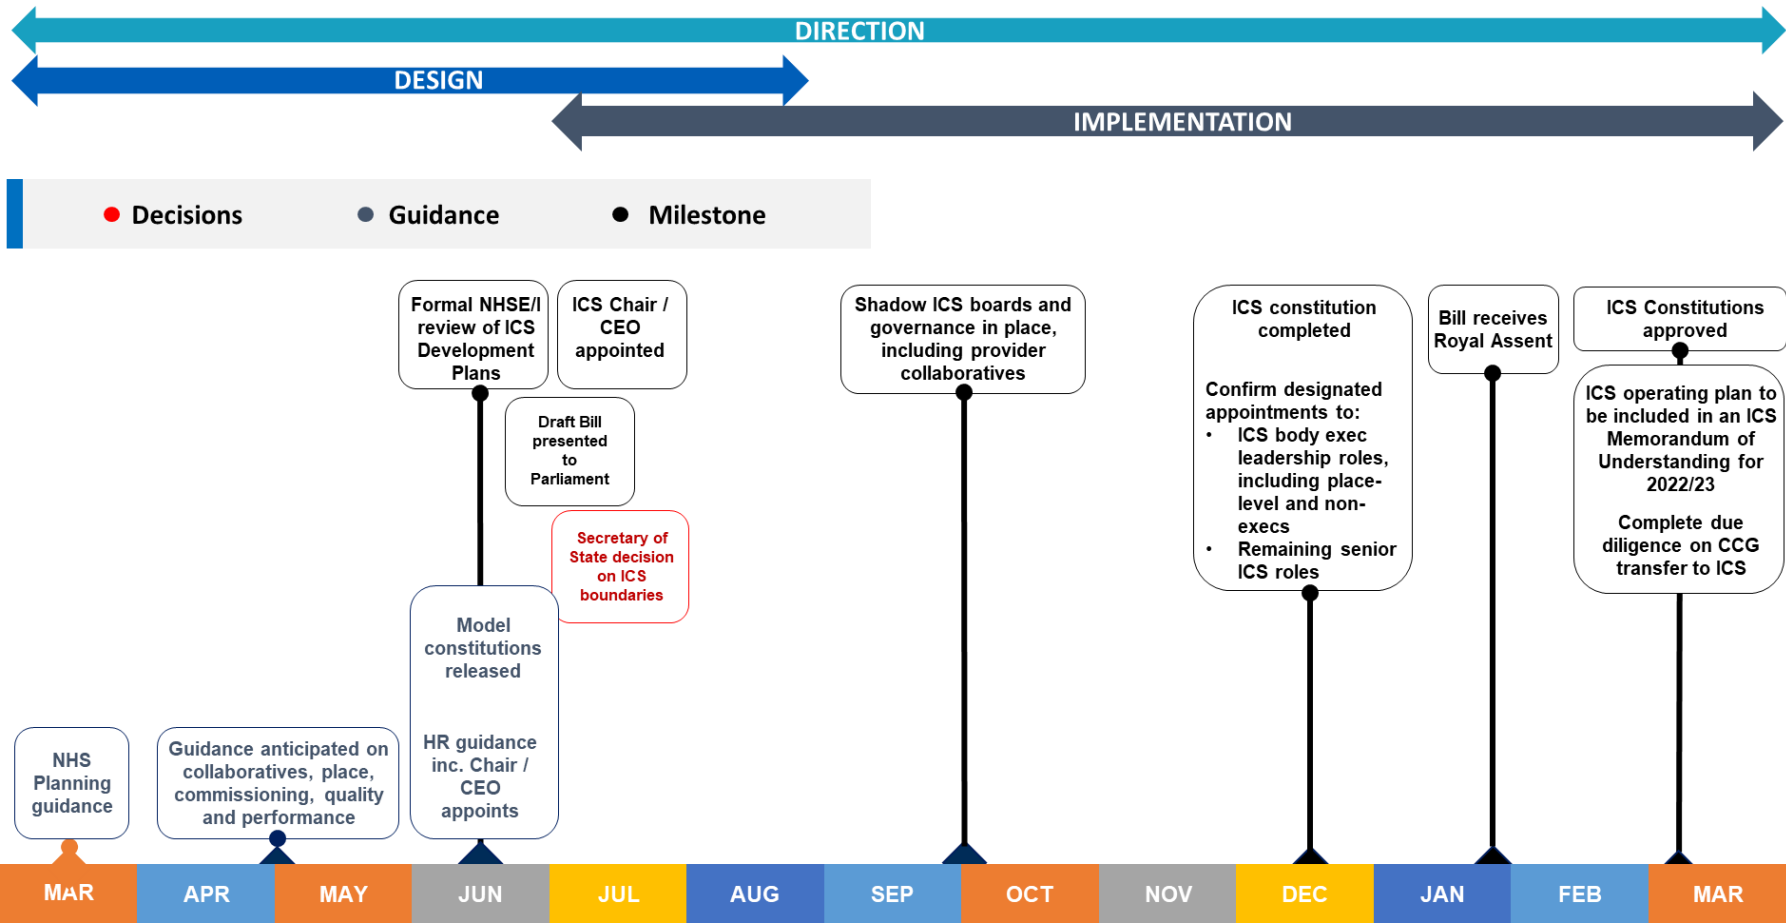 DIRECTION
DESIGN
IMPLEMENTATION
Decisions
Guidance
Milestone
Formal NHSE/I
review of ICS
Development
Plans
ICS Chair /
CEO
appointed
Draft Bill
presented
to
Parliament
Secretary of
State decision
on ICS
boundaries
Model
constitutions
released
HR guidance
inc. Chair /
CEO
appoints
NHS
Planning
guidance
Guidance anticipated on
collaboratives, place,
commissioning, quality
and performance
Shadow ICS boards and
governance in place,
including provider
collaboratives
ICS constitution
completed
Confirm designated
appointments to:
• ICS body exec
leadership roles,
including place-
level and non-
execs
• Remaining senior
ICS roles
Bill receives
Royal Assent
ICS Constitutions
approved
ICS operating plan to
be included in an ICS
Memorandum of
Understanding for
2022/23
Complete due
diligence on CCG
transfer to ICS
MAR
APR
MAY
JUN
JUL
AUG
SEP
OCT
NOV
DEC
JAN
FEB
MAR